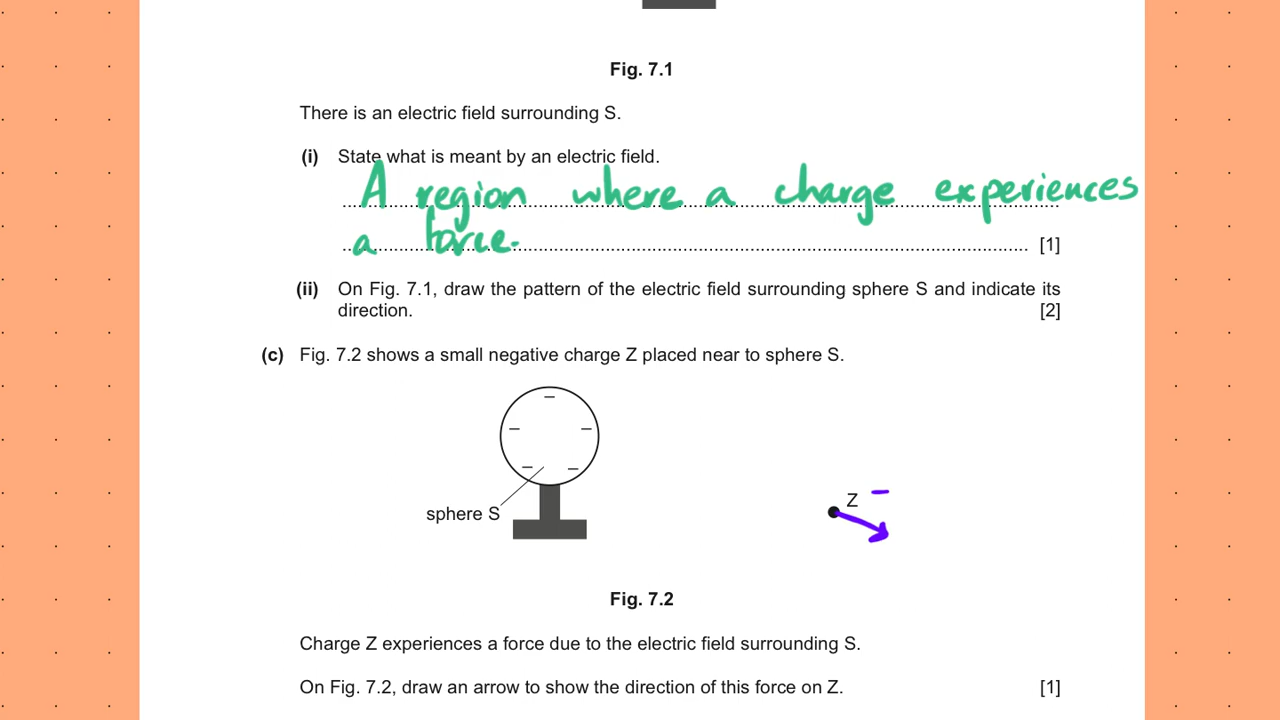 Fig. 7.1
There is an electric field surrounding S.
(i) State what is meant by an electric field.
A region where a charge experiences
a force. [1]
(ii) On Fig. 7.1, draw the pattern of the electric field surrounding sphere S and indicate its
direction. [2]
(c) Fig. 7.2 shows a small negative charge Z placed near to sphere S.
Z –
sphere S
Fig. 7.2
Charge Z experiences a force due to the electric field surrounding S.
On Fig. 7.2, draw an arrow to show the direction of this force on Z. [1]